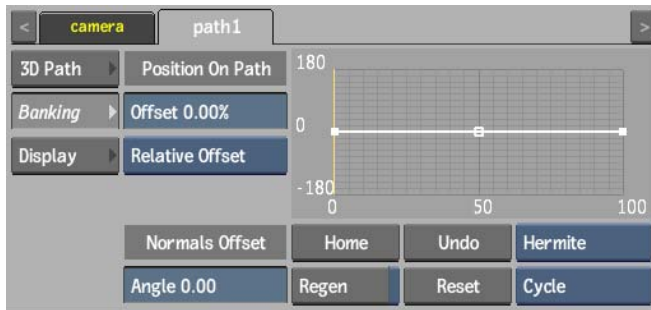 < camera path1 >
3D Path Position On Path 180
Banking Offset 0.00% 0
Display Relative Offset -180
0 50 100
Normals Offset Home Undo Hermite
Angle 0.00 Regen Reset Cycle